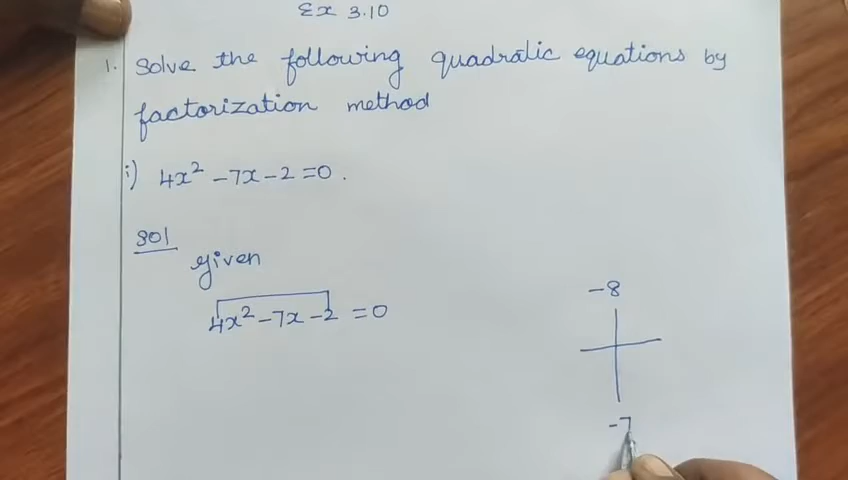 Ex 3.10
1. Solve the following quadratic equations by
factorization method
i) 4x² -7x-2=0.
Sol
given
4x²-7x-2 =0
-8
-7